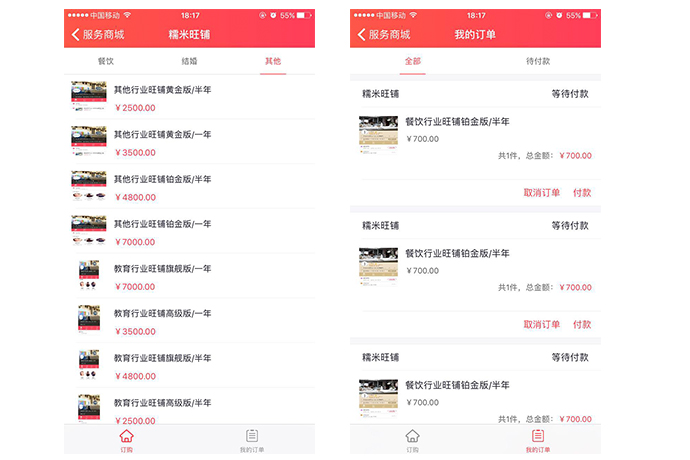 中国移动 18:17 55%
服务商城 糯米旺铺
餐饮 结婚 其他
其他行业旺铺黄金版/半年
￥2500.00
其他行业旺铺黄金版/一年
￥3500.00
其他行业旺铺铂金版/半年
￥4800.00
其他行业旺铺铂金版/一年
￥7000.00
教育行业旺铺旗舰版/一年
￥7000.00
教育行业旺铺高级版/一年
￥3500.00
教育行业旺铺旗舰版/半年
￥4800.00
教育行业旺铺高级版/半年
￥2500.00
订购 我的订单
中国移动 18:17 55%
服务商城 我的订单
全部 待付款
糯米旺铺 等待付款
餐饮行业旺铺铂金版/半年
￥700.00
共1件，总金额：￥700.00
取消订单 付款
糯米旺铺 等待付款
餐饮行业旺铺铂金版/半年
￥700.00
共1件，总金额：￥700.00
取消订单 付款
糯米旺铺 等待付款
餐饮行业旺铺铂金版/半年
￥700.00
共1件，总金额：￥700.00
订购 我的订单